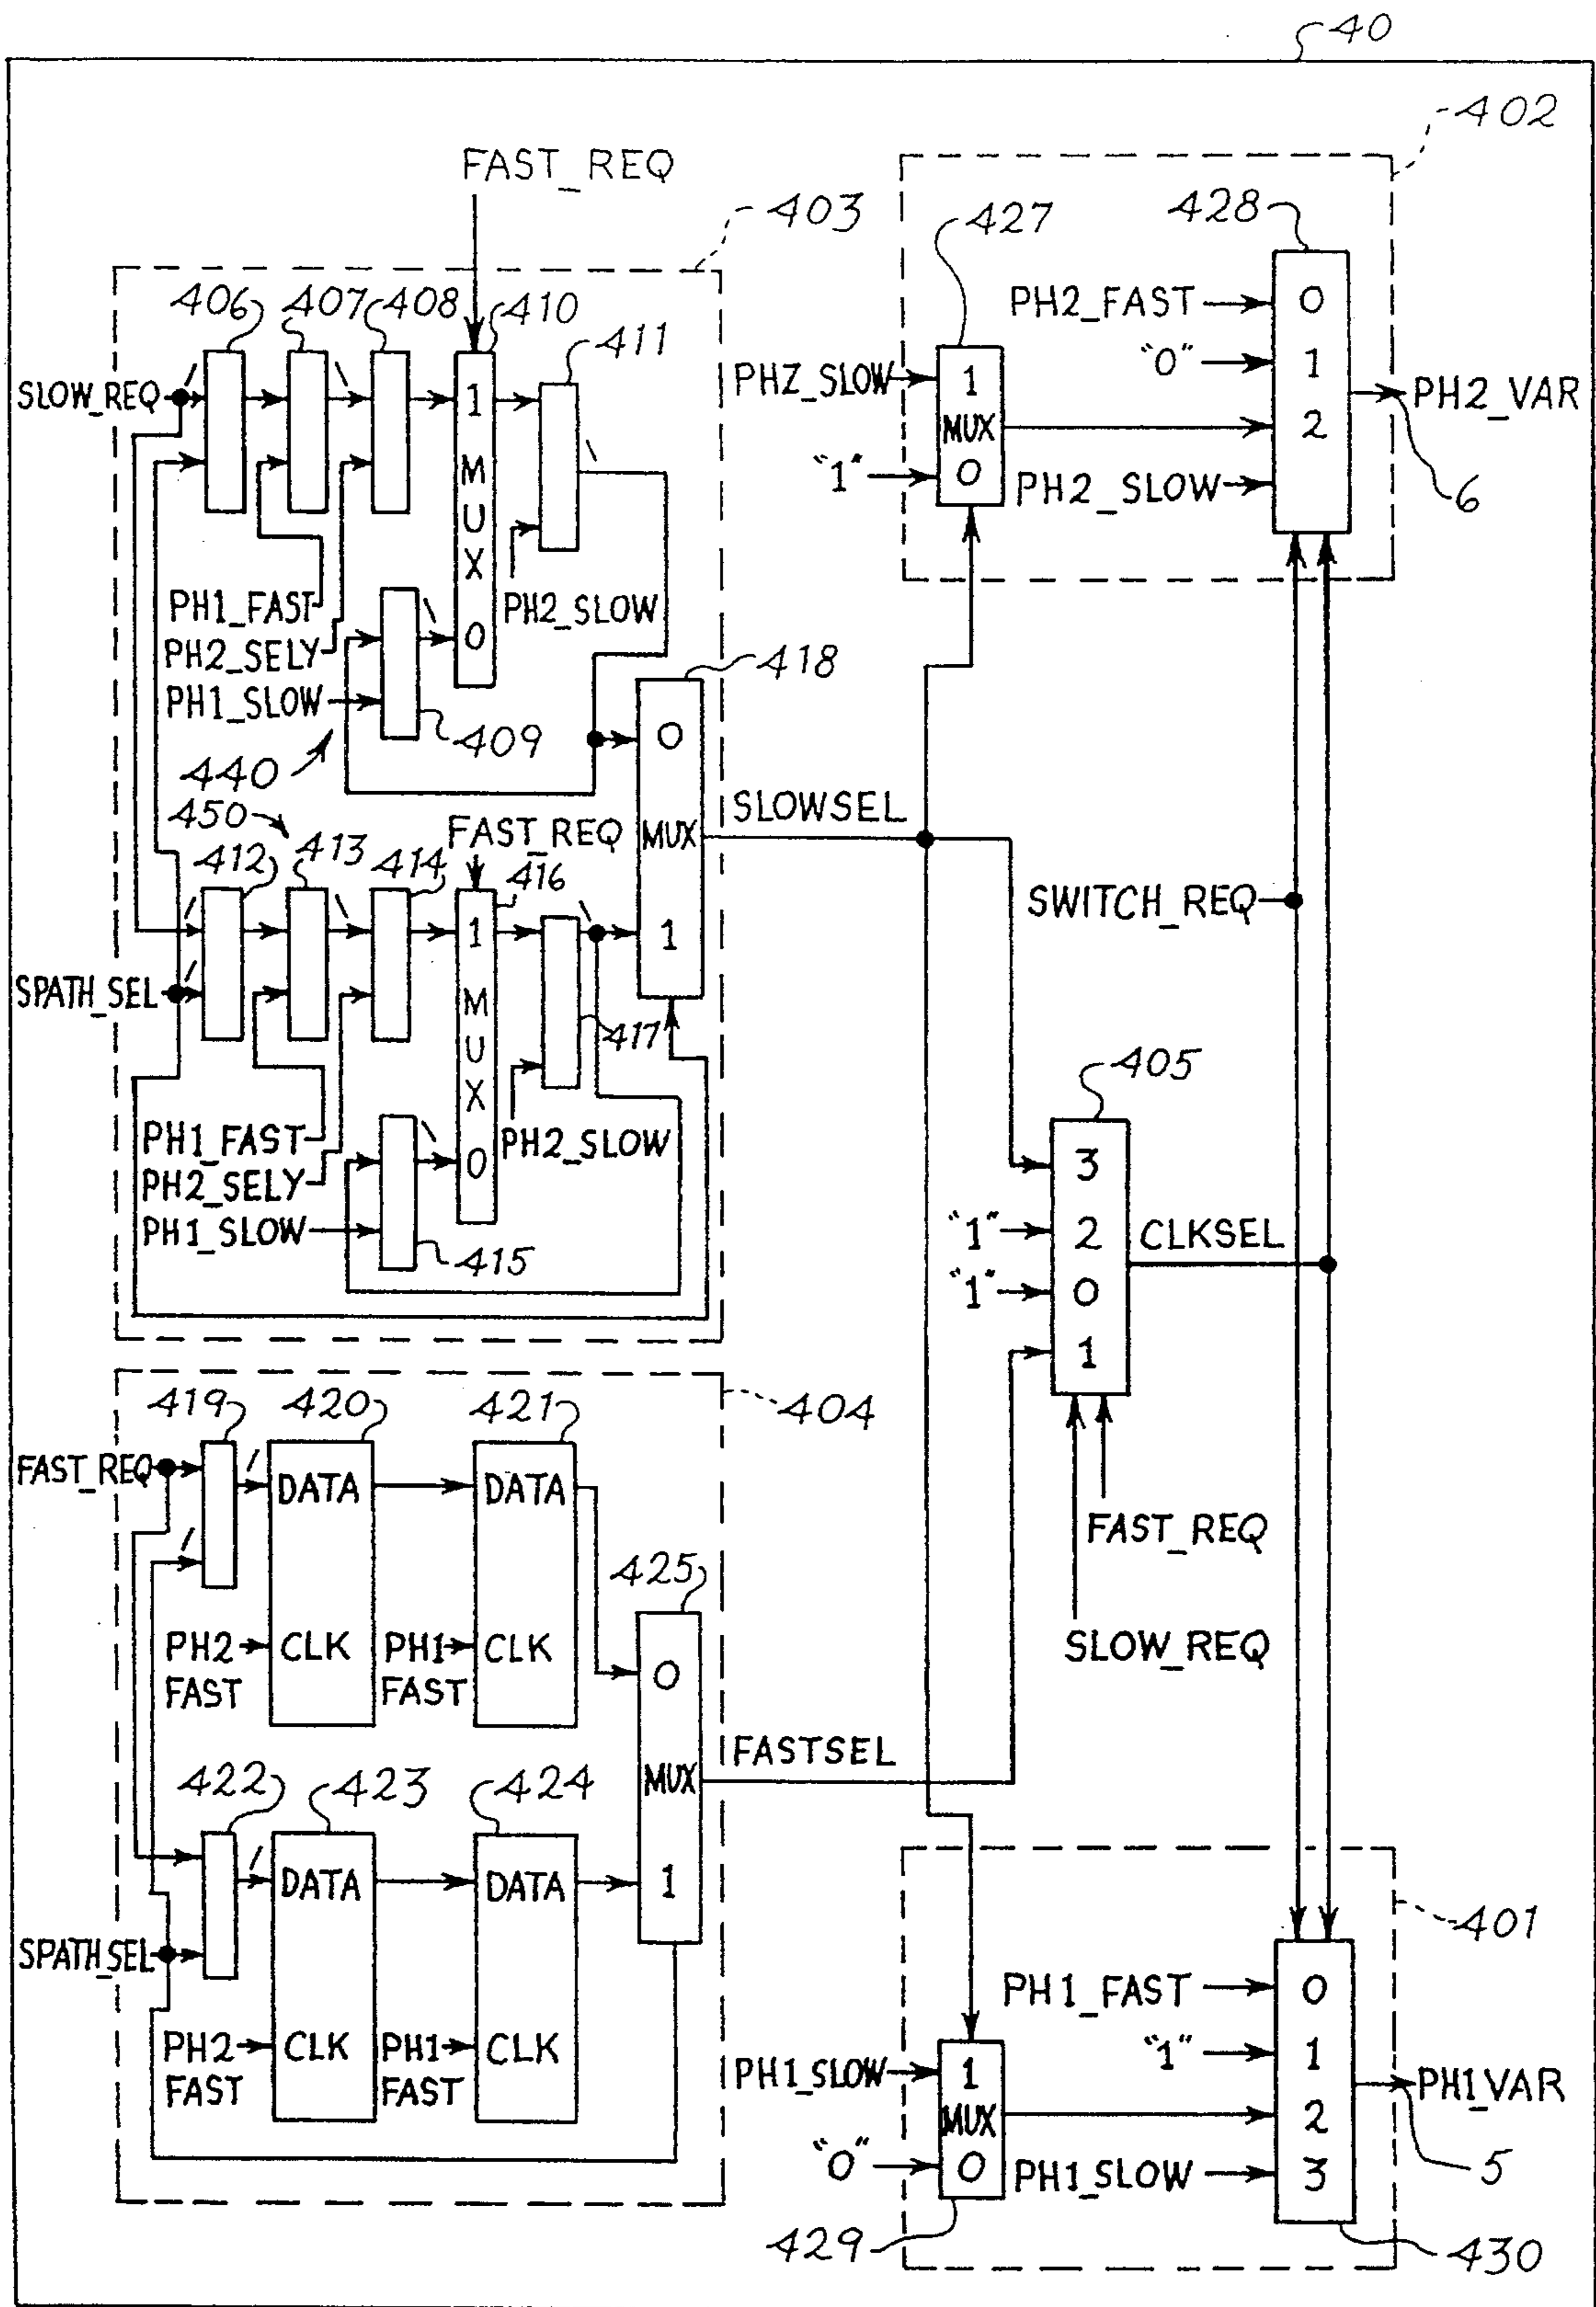 40
402
FAST_REQ
403
427
428
406
407
408
410
411
PH2_FAST
0
"0"
1
PH2_VAR
2
PH2_SLOW
6
PHZ_SLOW
1
MUX
0
"1"
SLOW_REQ
1
MUX
0
PH1_FAST
PH2_SELY
PH1_SLOW
PH2_SLOW
409
440
418
0
MUX
1
SLOWSEL
450
412
413
414
FAST_REQ
416
1
MUX
0
SPATH_SEL
417
SWITCH_REQ
PH1_FAST
PH2_SELY
PH1_SLOW
PH2_SLOW
415
405
3
"1"
2
"1"
0
1
CLKSEL
FAST_REQ
SLOW_REQ
404
419
420
421
FAST_REQ
DATA
DATA
PH2 FAST
CLK
PH1 FAST
CLK
425
0
MUX
1
FASTSEL
422
423
424
DATA
DATA
SPATH_SEL
PH2 FAST
CLK
PH1 FAST
CLK
401
PH1_FAST
0
"1"
1
2
3
PH1_VAR
5
PH1_SLOW
1
MUX
0
"0"
PH1_SLOW
429
430